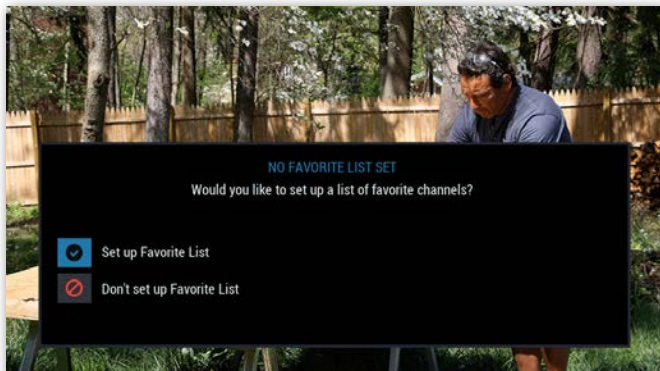 NO FAVORITE LIST SET
Would you like to set up a list of favorite channels?
Set up Favorite List
Don't set up Favorite List